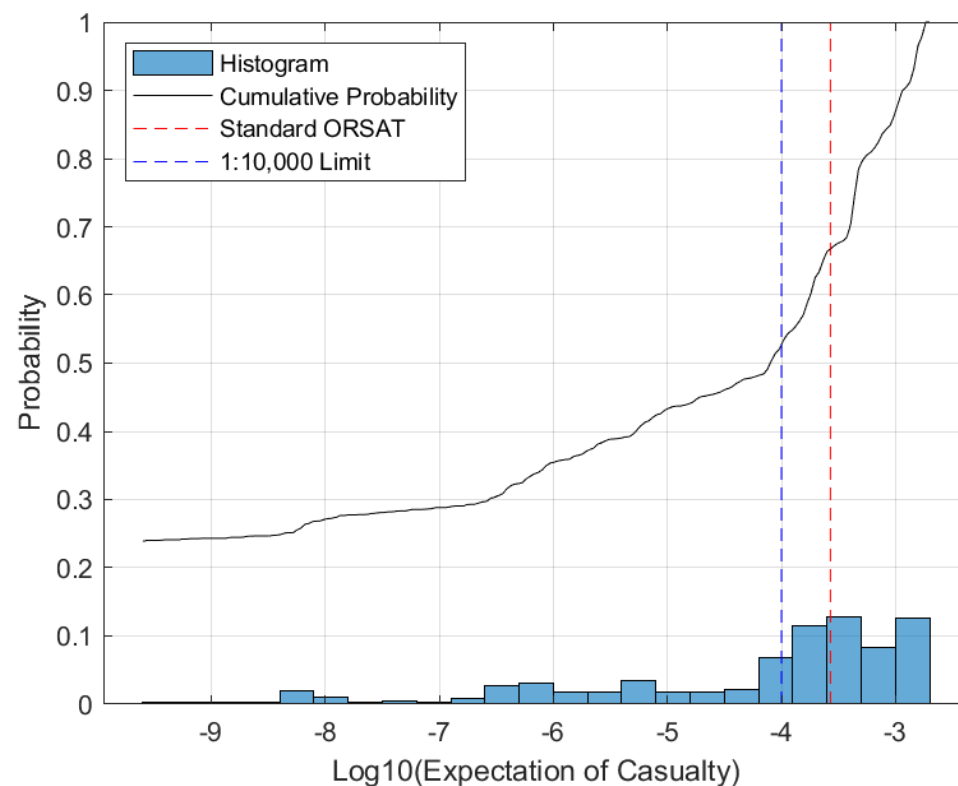 Histogram
Cumulative Probability
Standard ORSAT
1:10,000 Limit
Probability
1
0.9
0.8
0.7
0.6
0.5
0.4
0.3
0.2
0.1
0
-9 -8 -7 -6 -5 -4 -3
Log10(Expectation of Casualty)